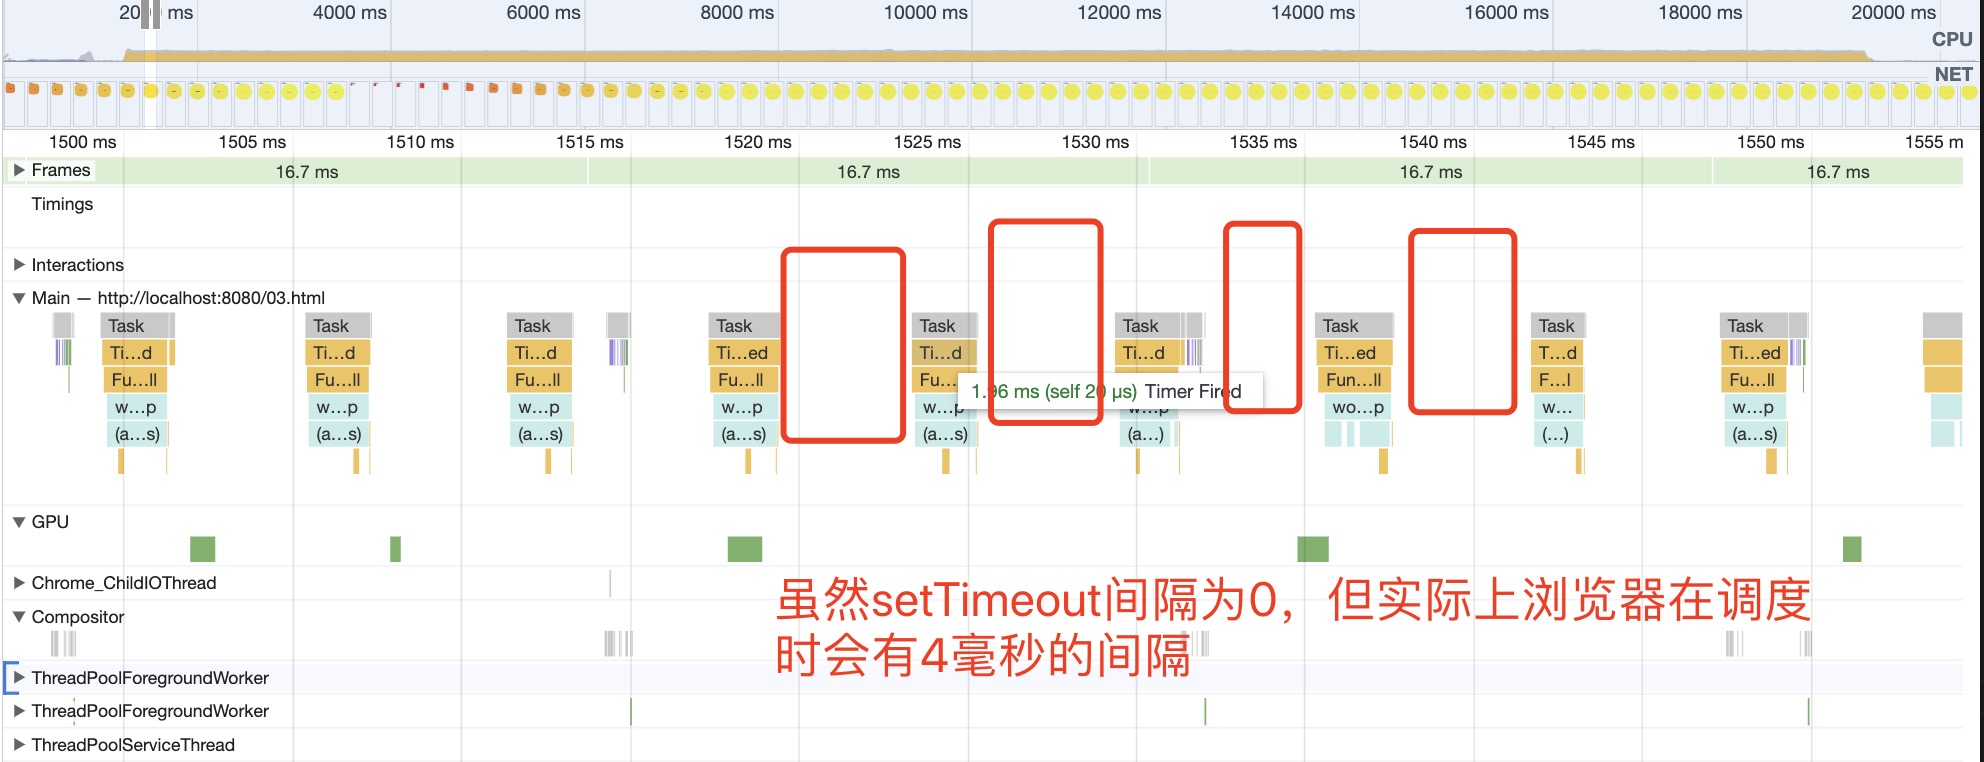 20 ms 4000 ms 6000 ms 8000 ms 10000 ms 12000 ms 14000 ms 16000 ms 18000 ms 20000 ms
CPU
NET
1500 ms 1505 ms 1510 ms 1515 ms 1520 ms 1525 ms 1530 ms 1535 ms 1540 ms 1545 ms 1550 ms 1555 m
Frames 16.7 ms 16.7 ms 16.7 ms 16.7 ms
Timings
Interactions
Main — http://localhost:8080/03.html
Task Task Task Task Task Task Task Task Task
Ti...d Ti...d Ti...d Ti...ed Ti...d Ti...d Ti...ed T...d Ti...ed
Fu...ll Fu...ll Fu...ll Fu...ll Fu... Fun...ll F...l Fu...ll
1.96 ms (self 20 μs) Timer Fired
w...p w...p w...p w...p w...p w...p wo...p w... w...p
(a...s) (a...s) (a...s) (a...s) (a...s) (a...) (...) (a...s)
GPU
Chrome_ChildIOThread
虽然setTimeout间隔为0，但实际上浏览器在调度
Compositor
时会有4毫秒的间隔
ThreadPoolForegroundWorker
ThreadPoolForegroundWorker
ThreadPoolServiceThread